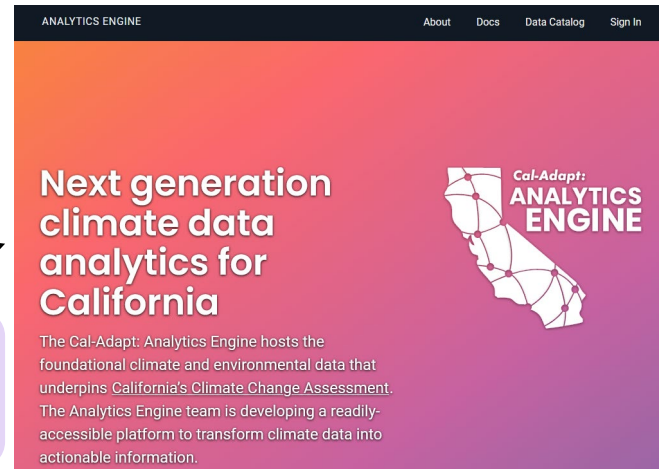 ANALYTICS ENGINE About Docs Data Catalog Sign In
Next generation
climate data
analytics for
California
Cal-Adapt:
ANALYTICS
ENGINE
The Cal-Adapt: Analytics Engine hosts the
foundational climate and environmental data that
underpins California's Climate Change Assessment.
The Analytics Engine team is developing a readily-
accessible platform to transform climate data into
actionable information.